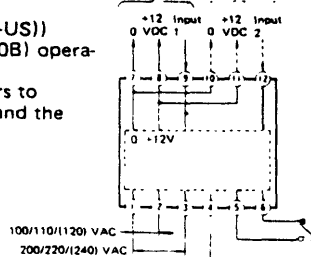 -US))
0B) opera-
rs to
nd the
+12 Input +12 Input
0 VDC 1 0 VDC 2
7 8 9 10 11 12
0 +12V
1 2 3 5 6
100/110/(120) VAC
200/220/(240) VAC